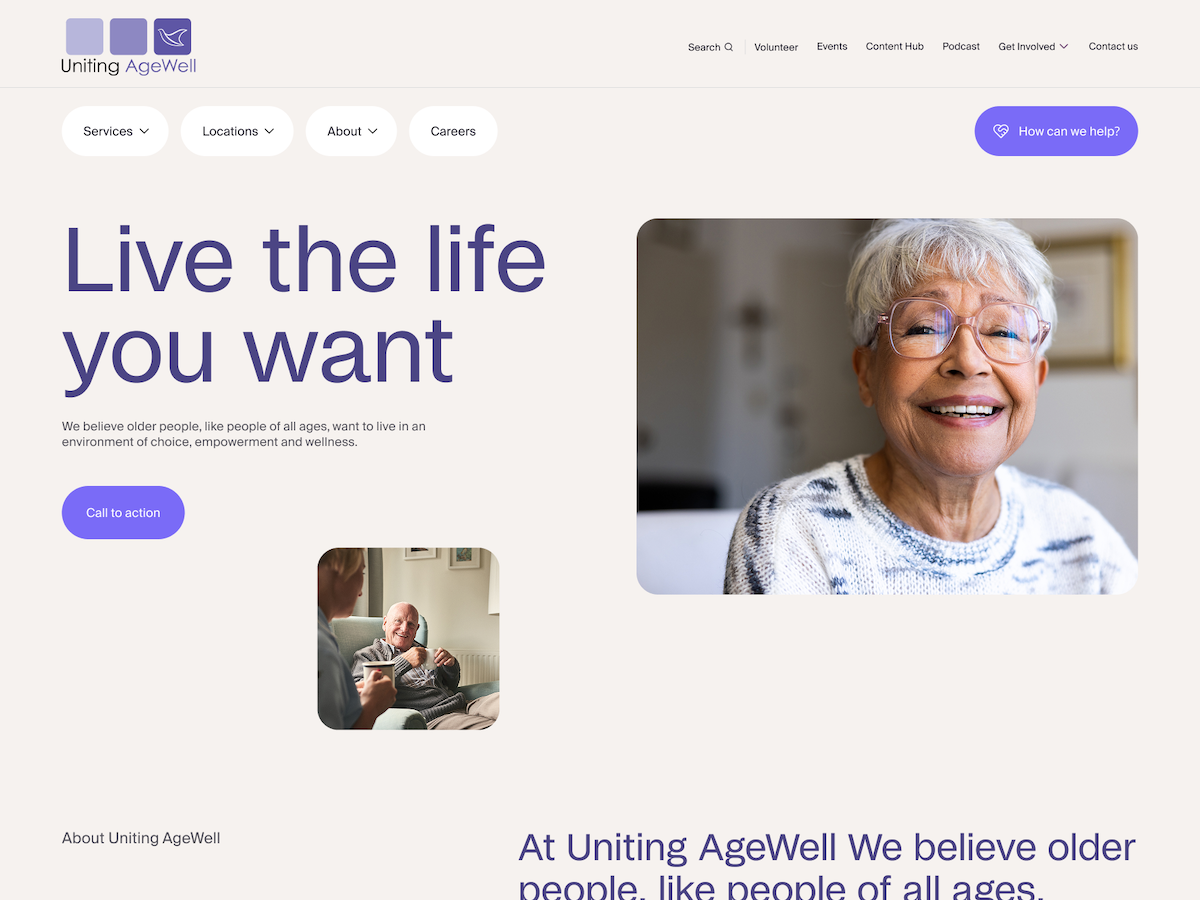 Uniting AgeWell
Search
Volunteer
Events
Content Hub
Podcast
Get Involved
Contact us
Services
Locations
About
Careers
How can we help?
Live the life
you want
We believe older people, like people of all ages, want to live in an
environment of choice, empowerment and wellness.
Call to action
About Uniting AgeWell
At Uniting AgeWell We believe older
people, like people of all ages,